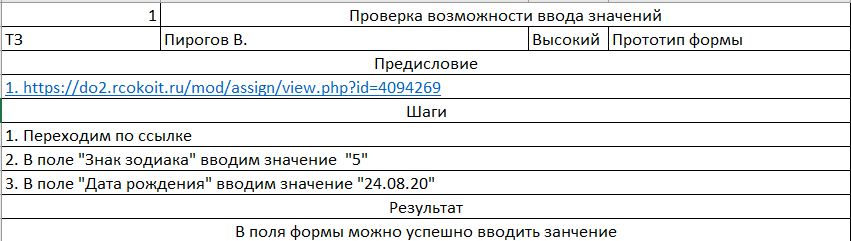 1 Проверка возможности ввода значений
ТЗ Пирогов В. Высокий Прототип формы
Предисловие
1. https://do2.rcokoit.ru/mod/assign/view.php?id=4094269
Шаги
1. Переходим по ссылке
2. В поле "Знак зодиака" вводим значение "5"
3. В поле "Дата рождения" вводим значение "24.08.20"
Результат
В поля формы можно успешно вводить занчение